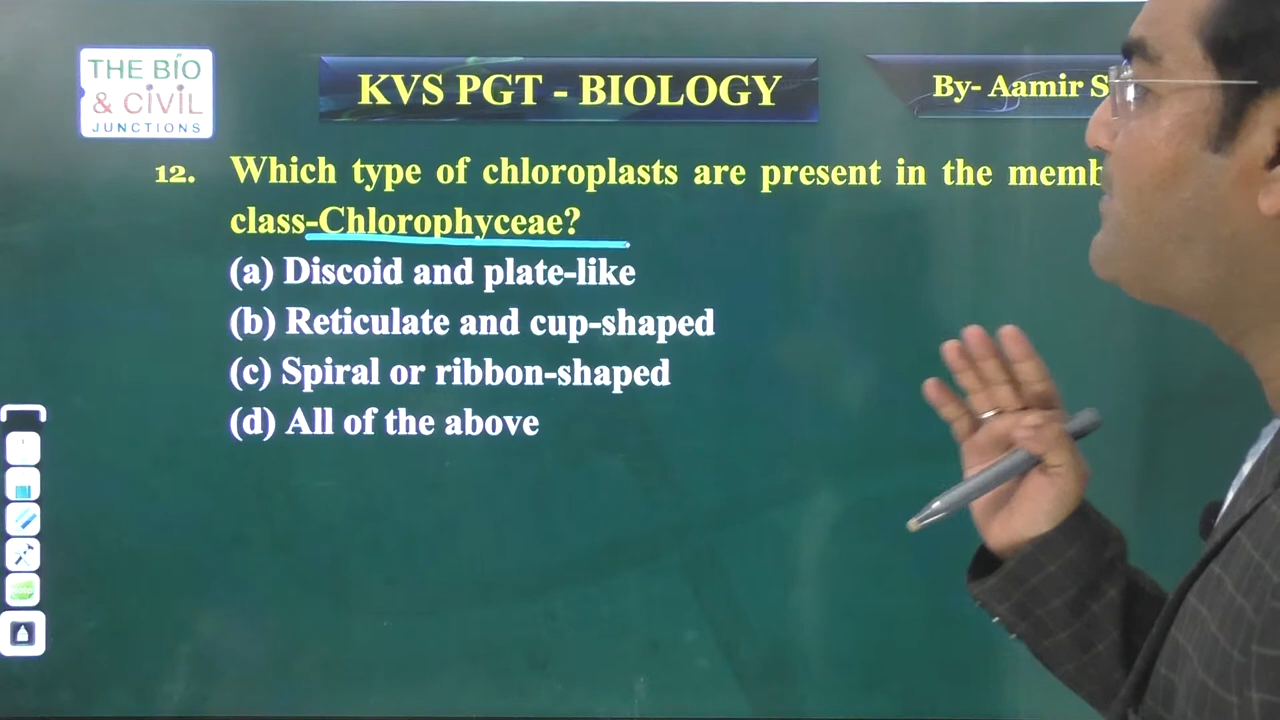 THE BIO
& CIVIL
JUNCTIONS
KVS PGT - BIOLOGY
By- Aamir S
12. Which type of chloroplasts are present in the
class-Chlorophyceae?
(a) Discoid and plate-like
(b) Reticulate and cup-shaped
(c) Spiral or ribbon-shaped
(d) All of the above